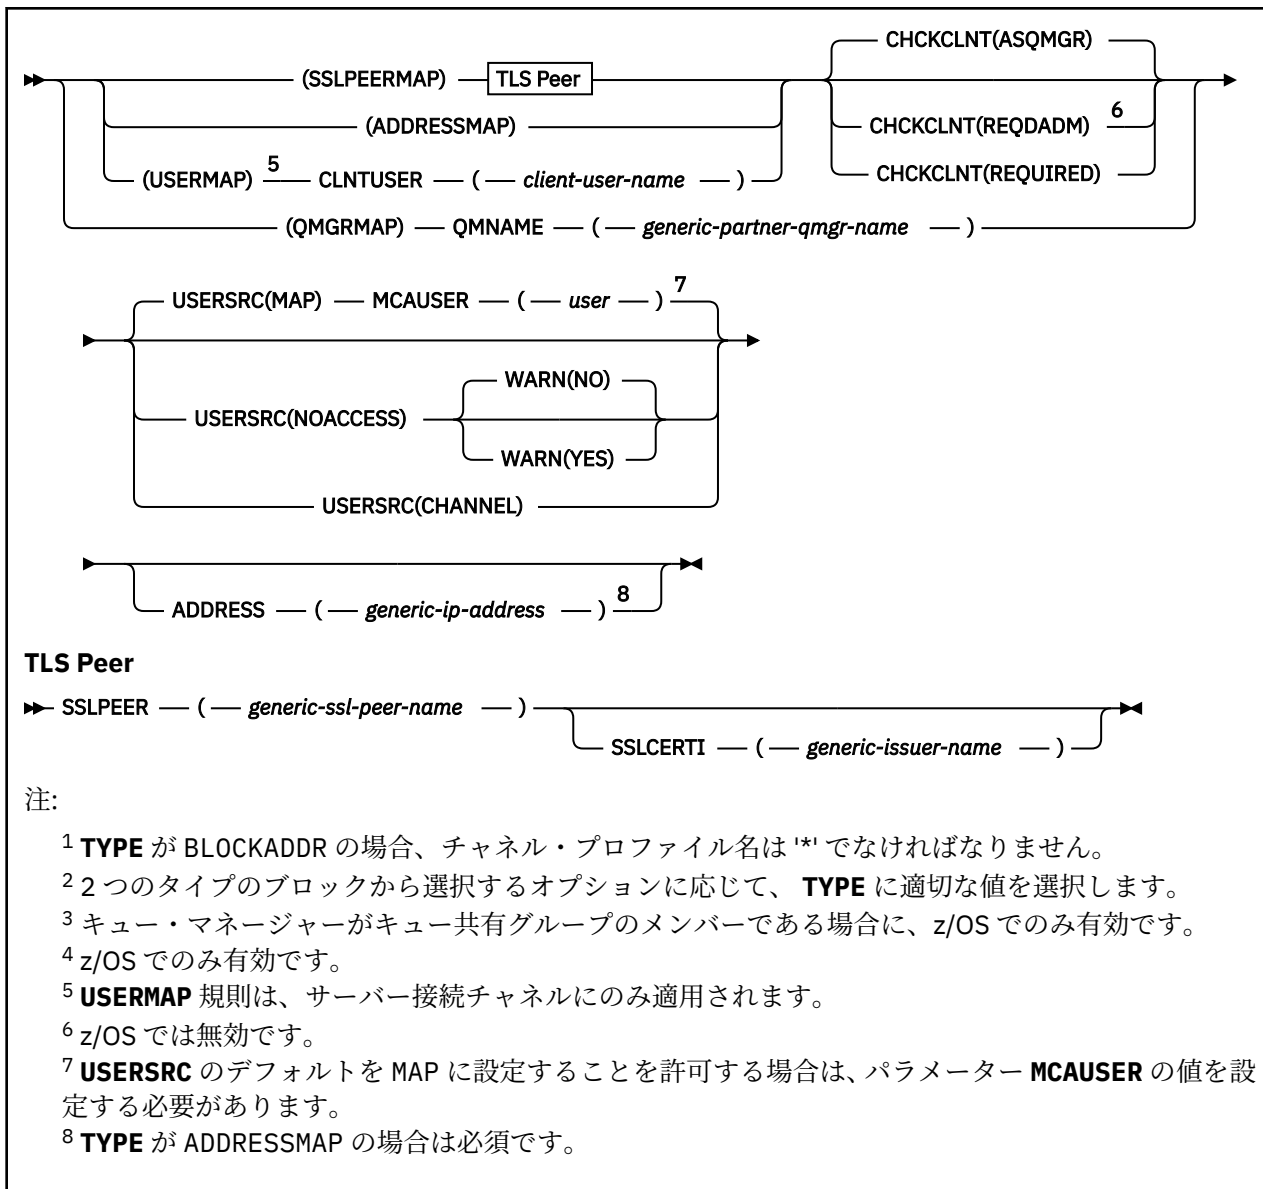 CHCKCLNT(ASQMGR)
(SSLPEERMAP) TLS Peer
(ADDRESSMAP) CHCKCLNT(REQDADM) 6
(USERMAP) 5 CLNTUSER ( client-user-name ) CHCKCLNT(REQUIRED)
(QMGRMAP) QMNAME ( generic-partner-qmgr-name )
USERSRC(MAP) MCAUSER ( user ) 7
WARN(NO)
USERSRC(NOACCESS)
WARN(YES)
USERSRC(CHANNEL)
ADDRESS ( generic-ip-address ) 8
TLS Peer
SSLPEER ( generic-ssl-peer-name )
SSLCERTI ( generic-issuer-name )
注:
1 TYPE が BLOCKADDR の場合、チャネル・プロファイル名は '*' でなければなりません。
2 2 つのタイプのブロックから選択するオプションに応じて、 TYPE に適切な値を選択します。
3 キュー・マネージャーがキュー共有グループのメンバーである場合に、z/OS でのみ有効です。
4 z/OS でのみ有効です。
5 USERMAP 規則は、サーバー接続チャネルにのみ適用されます。
6 z/OS では無効です。
7 USERSRC のデフォルトを MAP に設定することを許可する場合は、パラメーター MCAUSER の値を設
定する必要があります。
8 TYPE が ADDRESSMAP の場合は必須です。